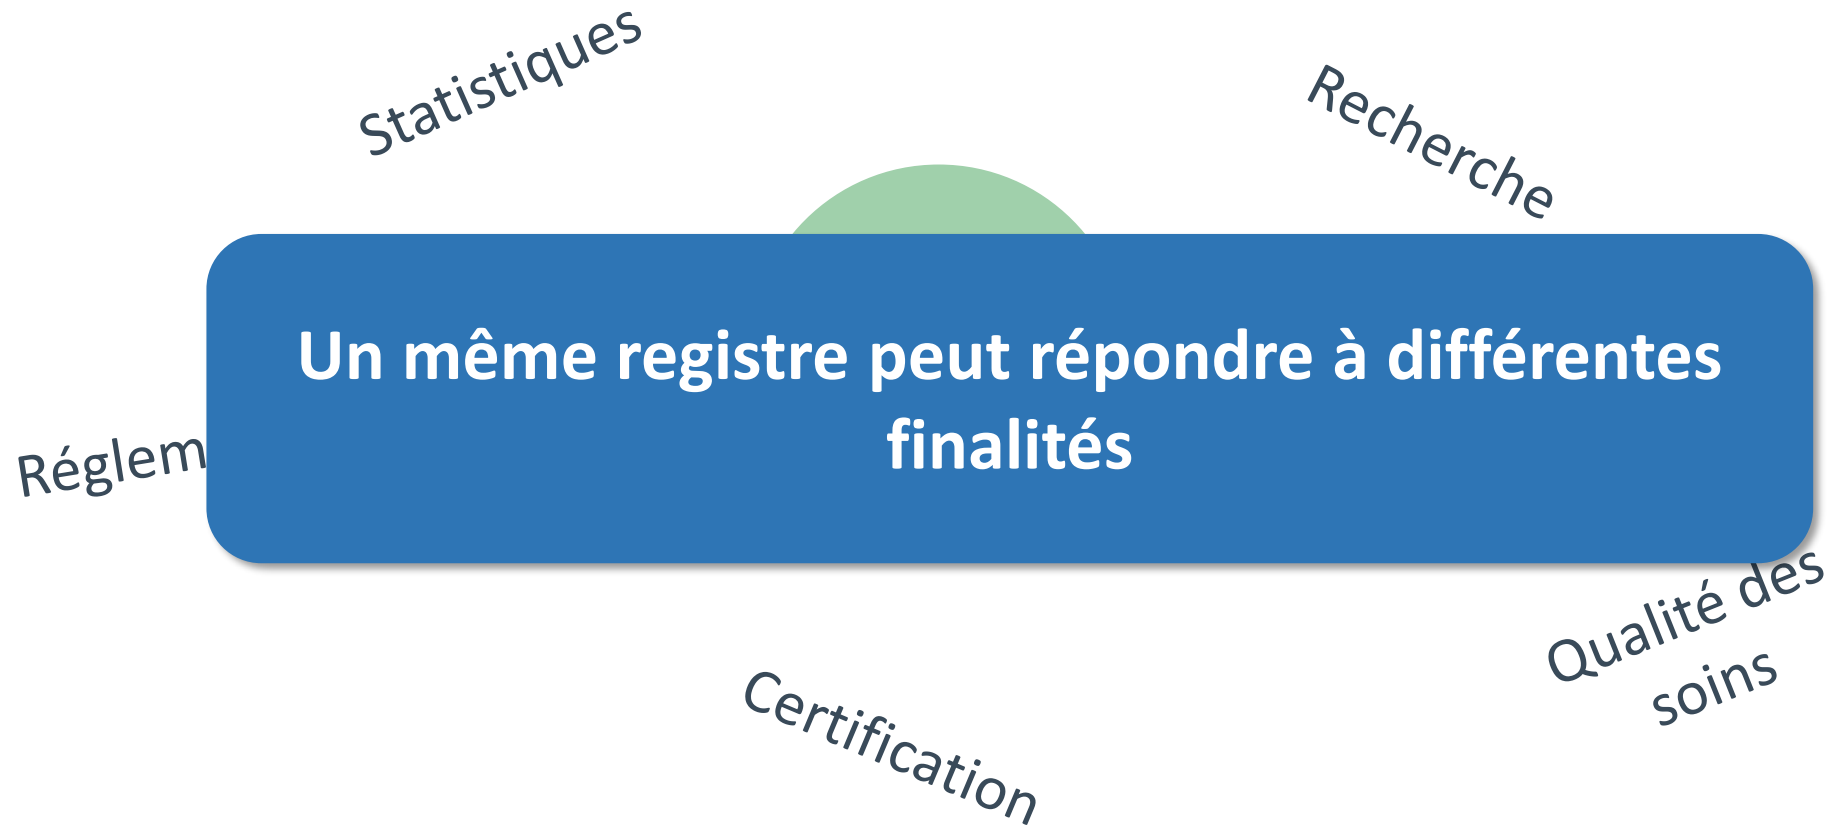 Statistiques
Recherche
Un même registre peut répondre à différentes
finalités
Réglem
Qualité des
soins
Certification